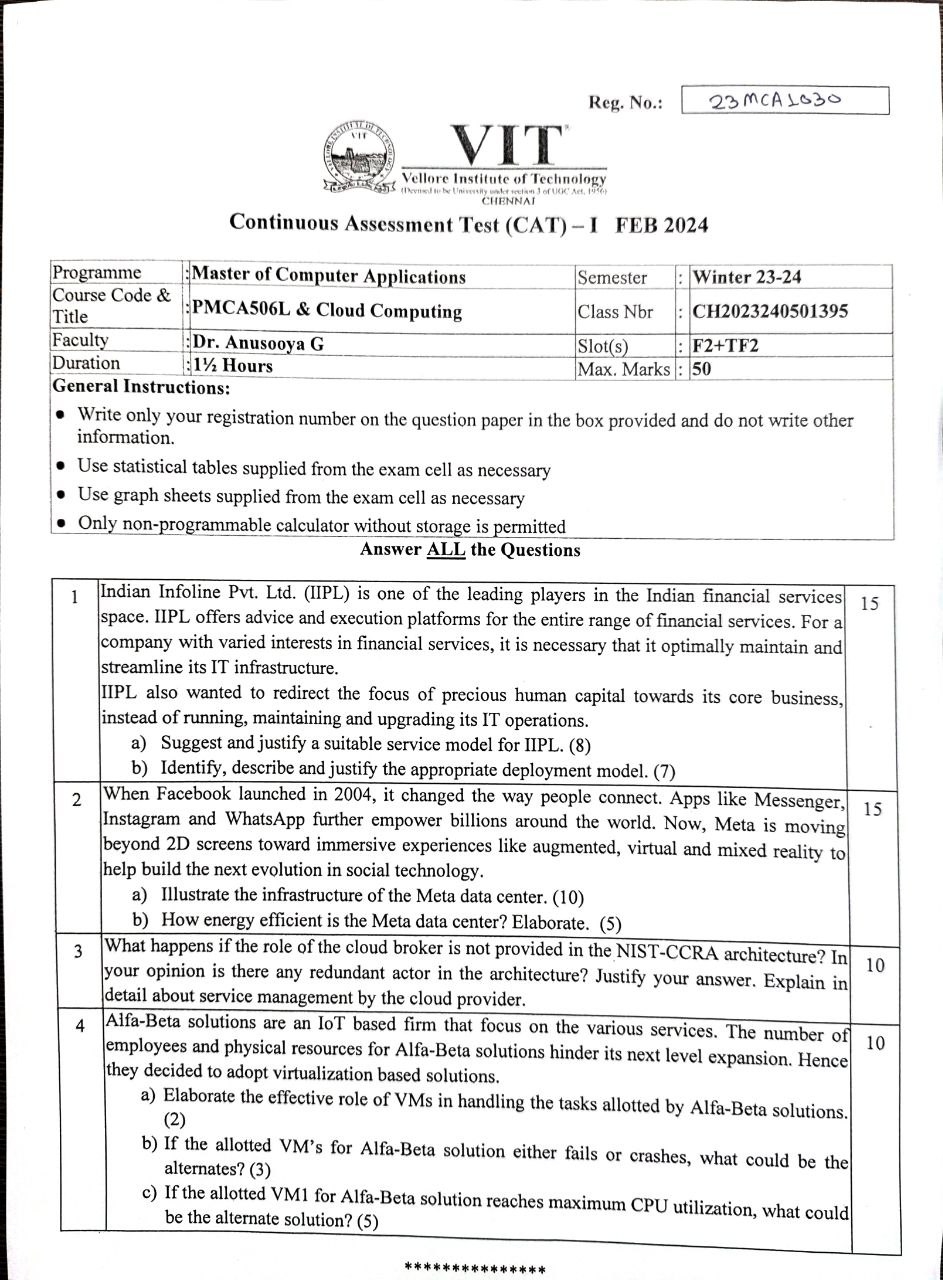 Reg. No.: 23MCA1030
VIT
Vellore Institute of Technology
(Deemed to be University under section 3 of UGC Act, 1956)
CHENNAI
Continuous Assessment Test (CAT) – I FEB 2024
Programme : Master of Computer Applications Semester : Winter 23-24
Course Code & Title : PMCA506L & Cloud Computing Class Nbr : CH2023240501395
Faculty : Dr. Anusooya G Slot(s) : F2+TF2
Duration : 1½ Hours Max. Marks : 50
General Instructions:
• Write only your registration number on the question paper in the box provided and do not write other
information.
• Use statistical tables supplied from the exam cell as necessary
• Use graph sheets supplied from the exam cell as necessary
• Only non-programmable calculator without storage is permitted
Answer ALL the Questions
1 Indian Infoline Pvt. Ltd. (IIPL) is one of the leading players in the Indian financial services 15
space. IIPL offers advice and execution platforms for the entire range of financial services. For a
company with varied interests in financial services, it is necessary that it optimally maintain and
streamline its IT infrastructure.
IIPL also wanted to redirect the focus of precious human capital towards its core business,
instead of running, maintaining and upgrading its IT operations.
a) Suggest and justify a suitable service model for IIPL. (8)
b) Identify, describe and justify the appropriate deployment model. (7)
2 When Facebook launched in 2004, it changed the way people connect. Apps like Messenger, 15
Instagram and WhatsApp further empower billions around the world. Now, Meta is moving
beyond 2D screens toward immersive experiences like augmented, virtual and mixed reality to
help build the next evolution in social technology.
a) Illustrate the infrastructure of the Meta data center. (10)
b) How energy efficient is the Meta data center? Elaborate. (5)
3 What happens if the role of the cloud broker is not provided in the NIST-CCRA architecture? In 10
your opinion is there any redundant actor in the architecture? Justify your answer. Explain in
detail about service management by the cloud provider.
4 Alfa-Beta solutions are an IoT based firm that focus on the various services. The number of 10
employees and physical resources for Alfa-Beta solutions hinder its next level expansion. Hence
they decided to adopt virtualization based solutions.
a) Elaborate the effective role of VMs in handling the tasks allotted by Alfa-Beta solutions.
(2)
b) If the allotted VM's for Alfa-Beta solution either fails or crashes, what could be the
alternates? (3)
c) If the allotted VM1 for Alfa-Beta solution reaches maximum CPU utilization, what could
be the alternate solution? (5)
***************